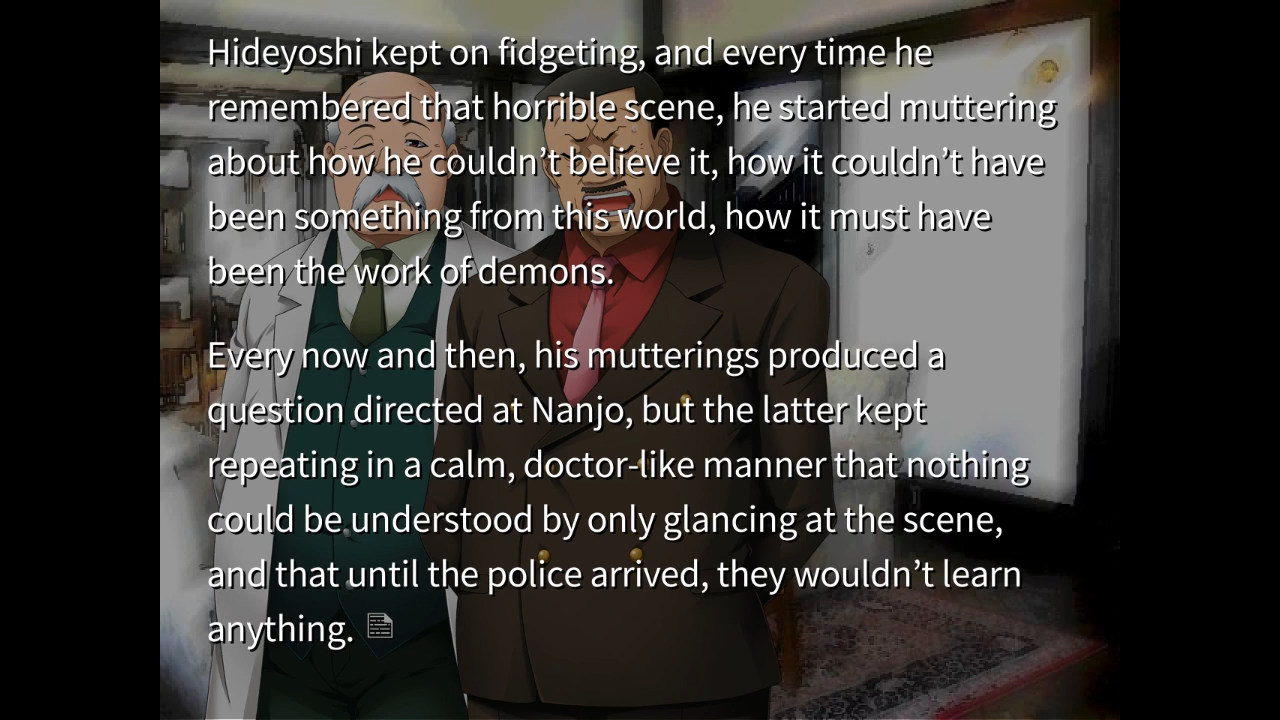 Hideyoshi kept on fidgeting, and every time he
remembered that horrible scene, he started muttering
about how he couldn’t believe it, how it couldn’t have
been something from this world, how it must have
been the work of demons.
Every now and then, his mutterings produced a
question directed at Nanjo, but the latter kept
repeating in a calm, doctor-like manner that nothing
could be understood by only glancing at the scene,
and that until the police arrived, they wouldn’t learn
anything.